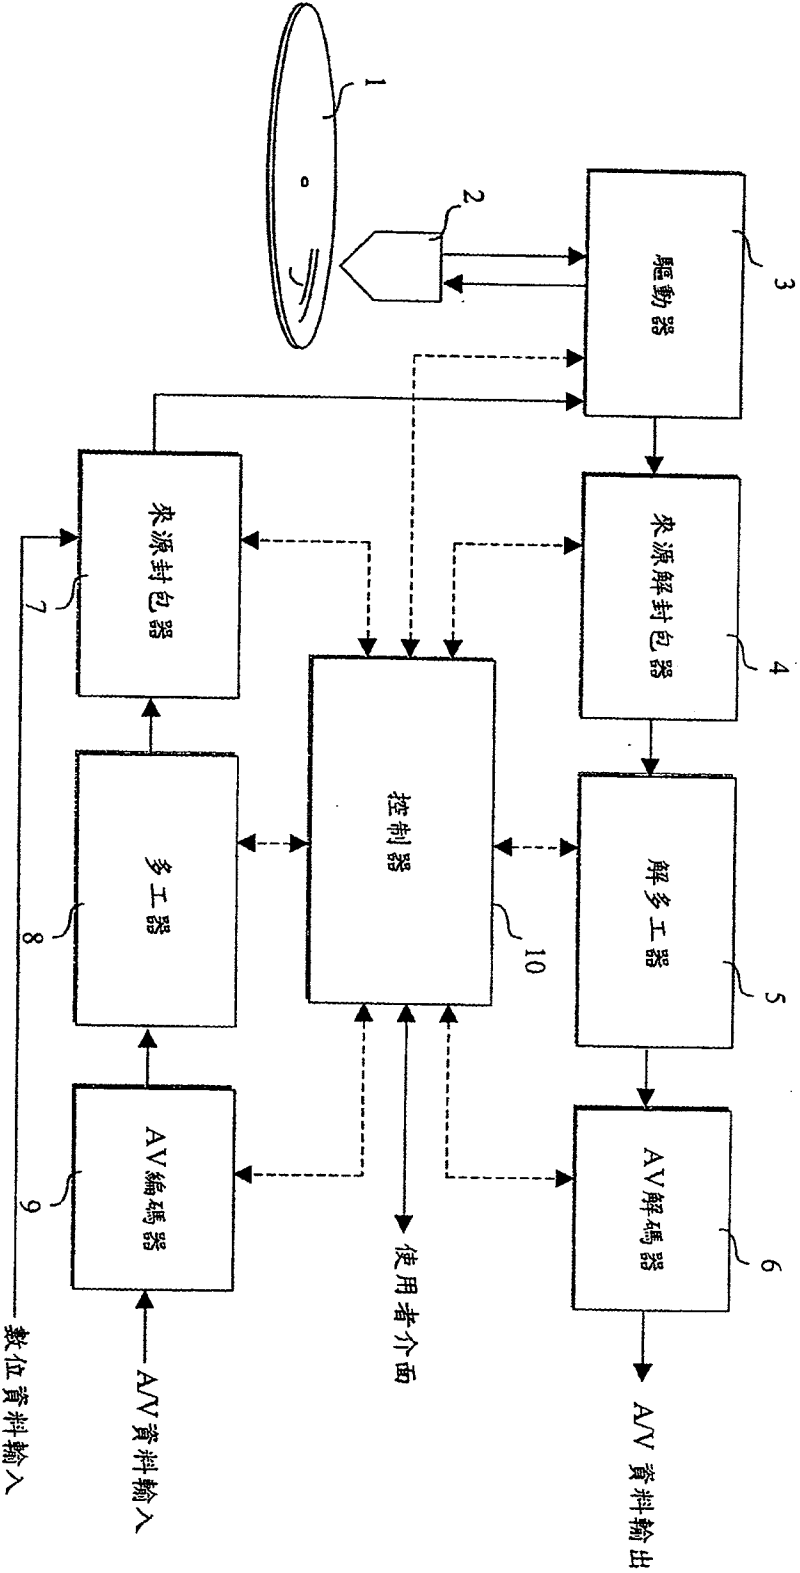 1
2
3
驅動器
來源解封包器
4
解多工器
5
AV解碼器
6
A/V 資料輸出
控制器
10
使用者介面
來源封包器
7
多工器
8
AV編碼器
9
A/V資料輸入
數位資料輸入